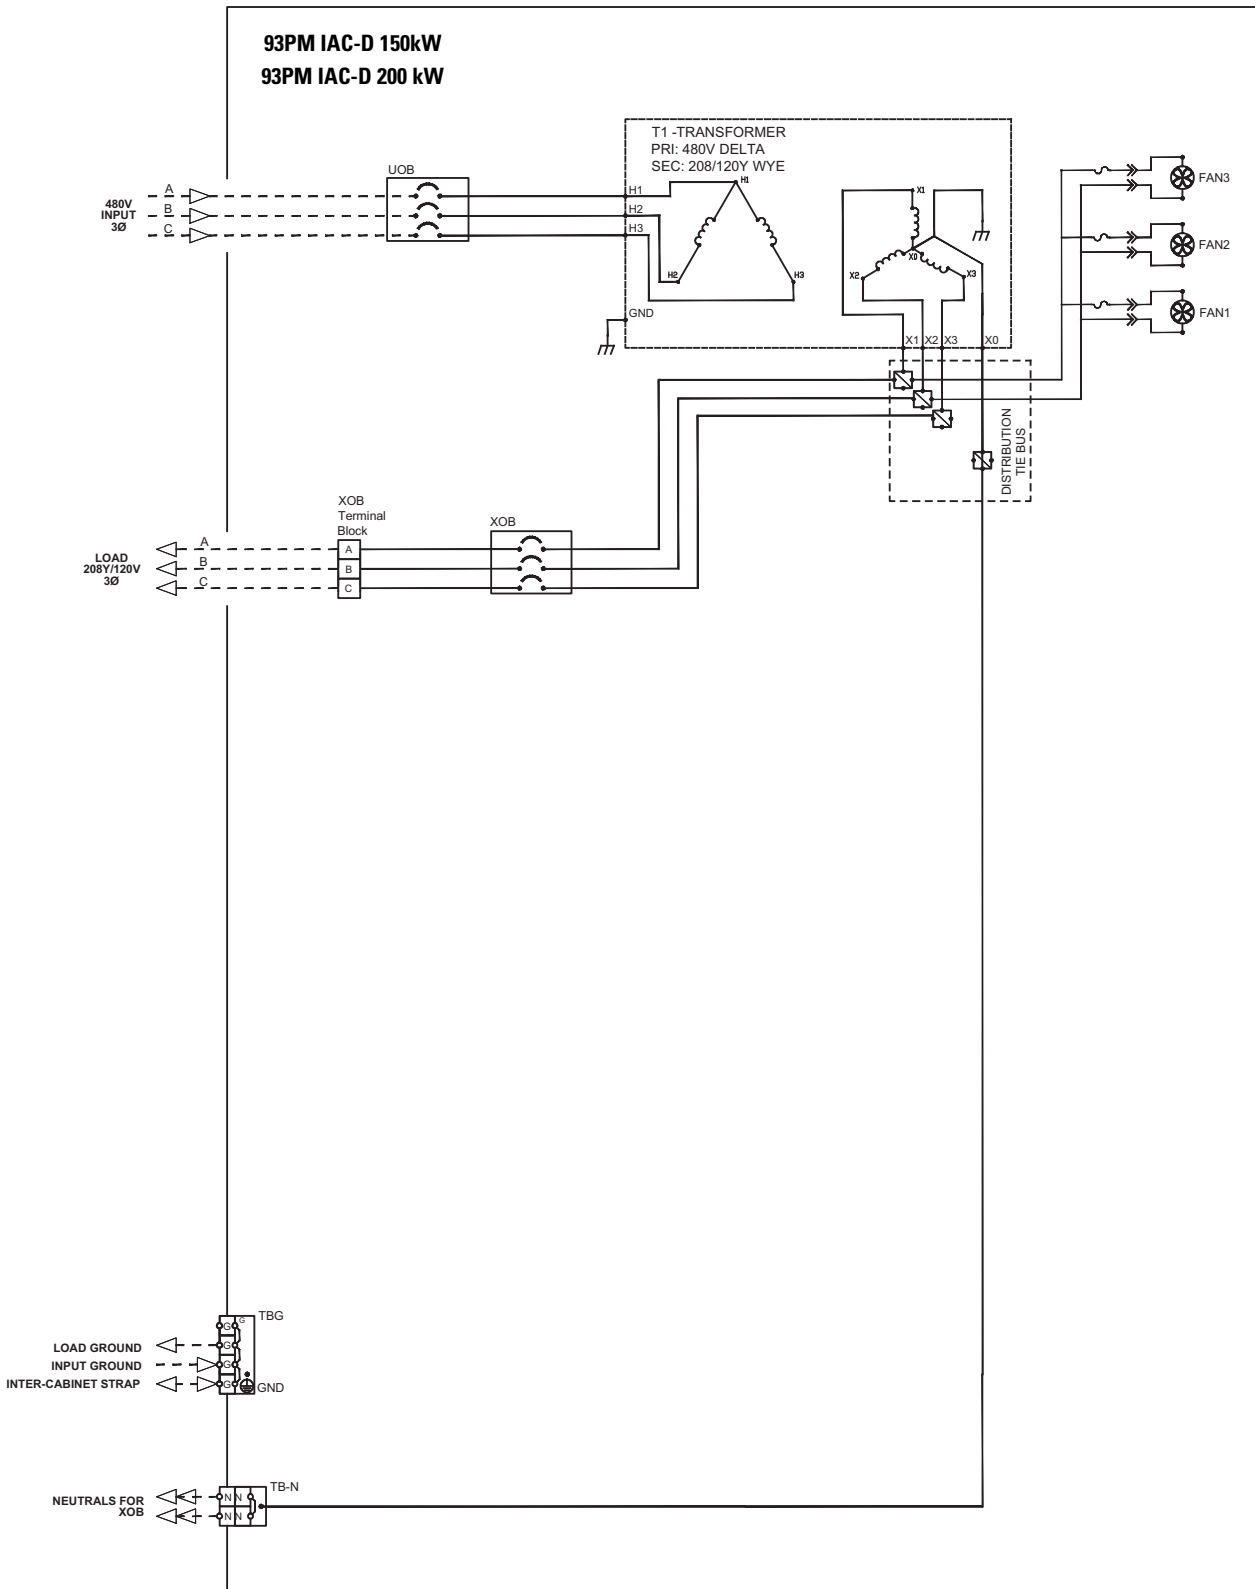 93PM IAC-D 150kW
93PM IAC-D 200 kW
T1 -TRANSFORMER
PRI: 480V DELTA
SEC: 208/120Y WYE
UOB
A
B
C
480V
INPUT
3Ø
H1
H2
H3
H1
H2
H3
GND
X1
X0
X2
X3
X1
X2
X3
X0
FAN3
FAN2
FAN1
DISTRIBUTION
TIE BUS
XOB
Terminal
Block
XOB
A
B
C
A
B
C
LOAD
208Y/120V
3Ø
TBG
G
G
G
G
G
GND
LOAD GROUND
INPUT GROUND
INTER-CABINET STRAP
TB-N
N N
N N
NEUTRALS FOR
XOB